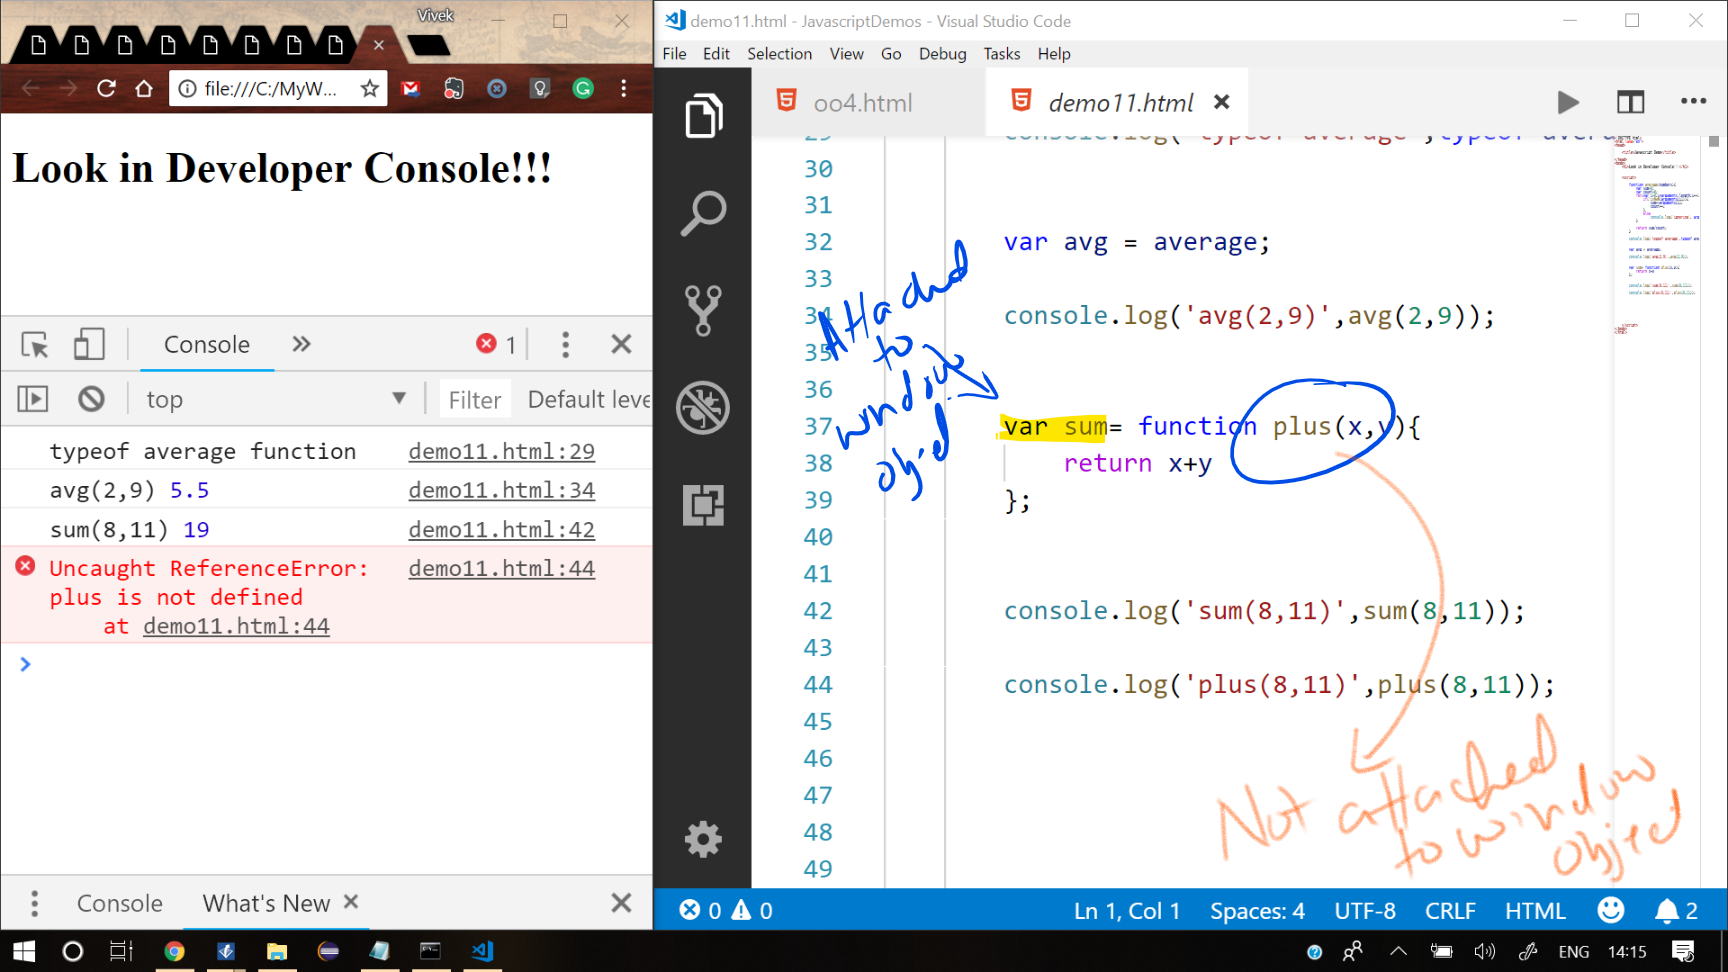 Vivek
file:///C:/MyW...
Look in Developer Console!!!
Console
1
top
Filter
Default leve
typeof average function demo11.html:29
avg(2,9) 5.5 demo11.html:34
sum(8,11) 19 demo11.html:42
Uncaught ReferenceError: demo11.html:44
plus is not defined
at demo11.html:44
Console
What's New
demo11.html - JavascriptDemos - Visual Studio Code
File Edit Selection View Go Debug Tasks Help
oo4.html
demo11.html
29 console.log('typeof average',typeof avera
30
31
32 var avg = average;
33
34 console.log('avg(2,9)',avg(2,9));
35
36
37 var sum= function plus(x,y){
38 return x+y
39 };
40
41
42 console.log('sum(8,11)',sum(8,11));
43
44 console.log('plus(8,11)',plus(8,11));
45
46
47
48
49
Attached
to
window
object
Not attached
to window
object
0 0
Ln 1, Col 1 Spaces: 4 UTF-8 CRLF HTML 2
ENG 14:15